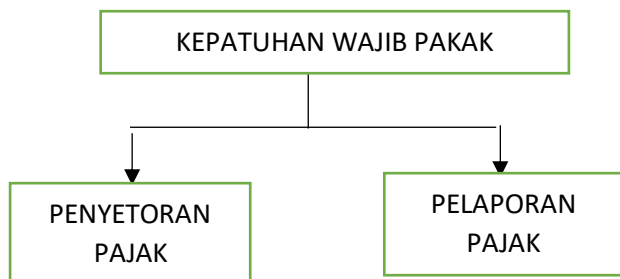 KEPATUHAN WAJIB PAKAK
PENYETORAN
PAJAK
PELAPORAN
PAJAK